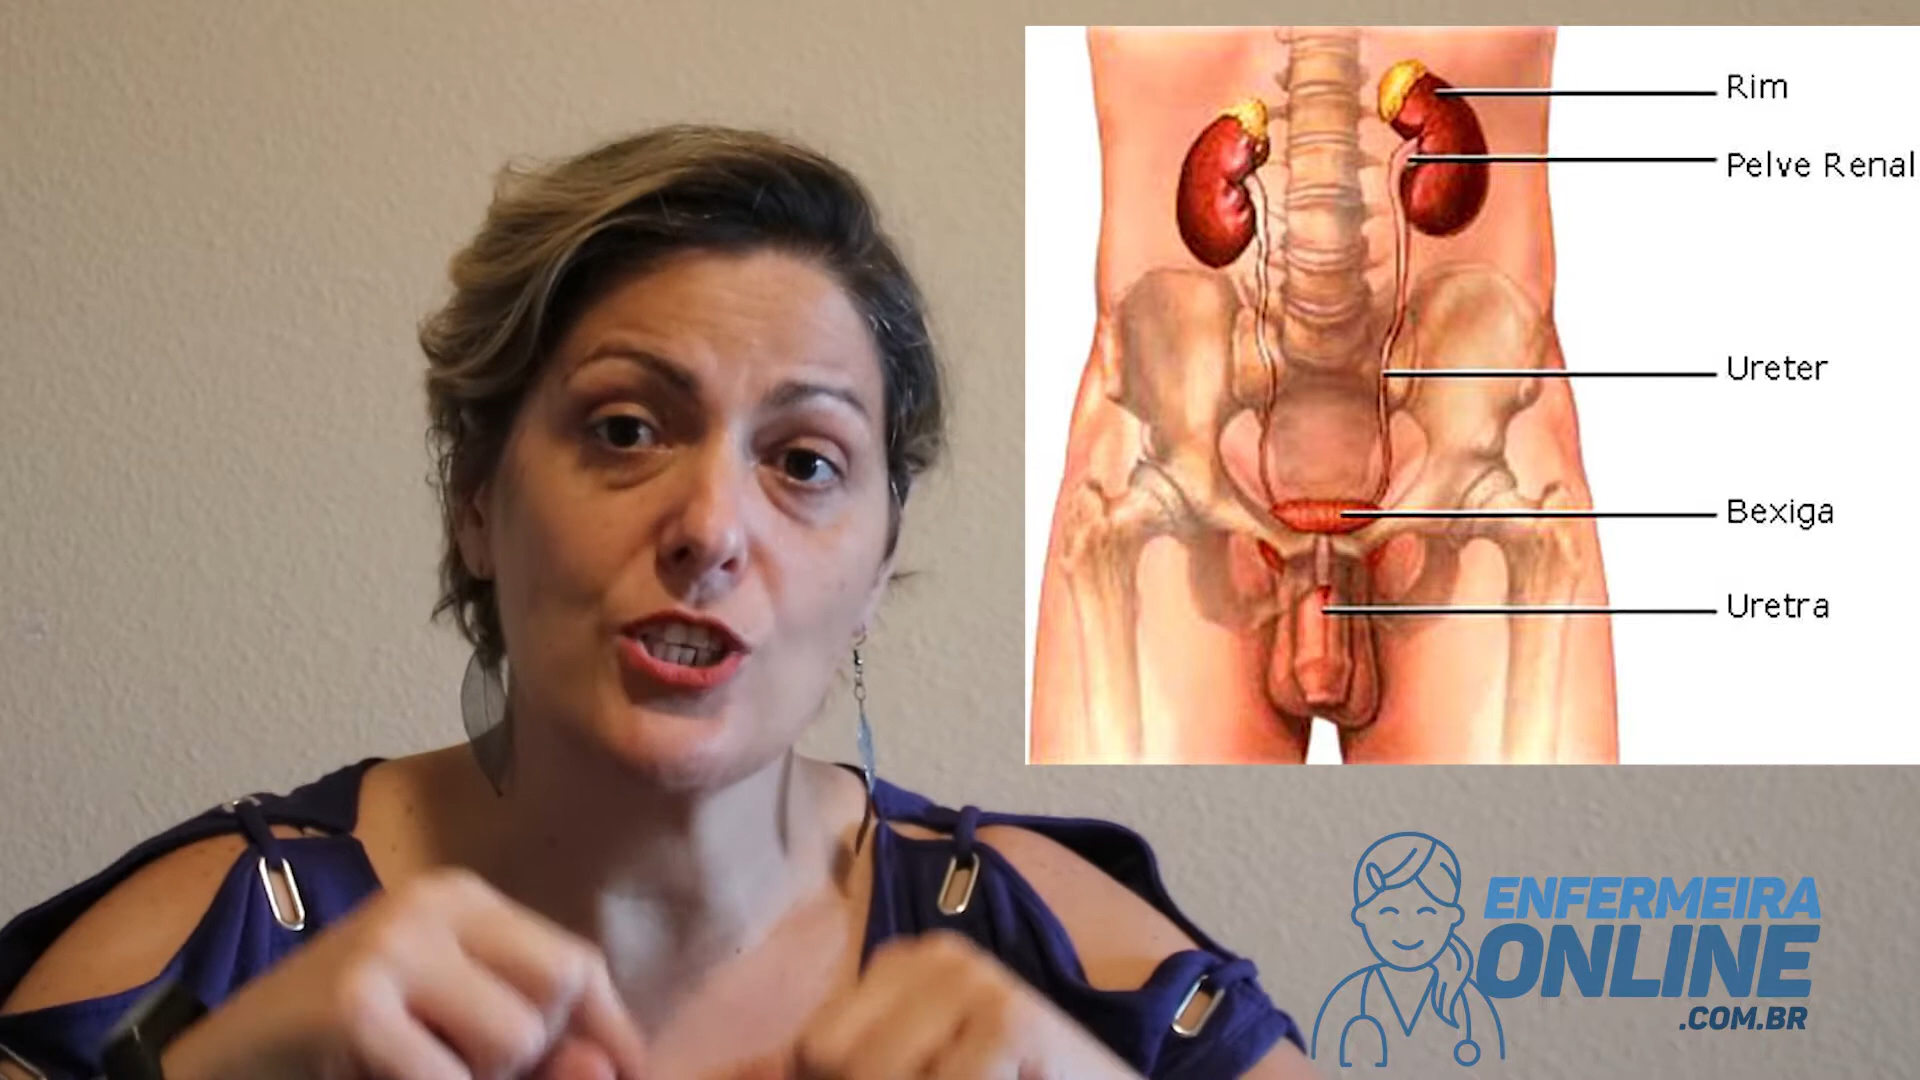 Rim
Pelve Renal
Ureter
Bexiga
Uretra
ENFERMEIRA
ONLINE
.COM.BR